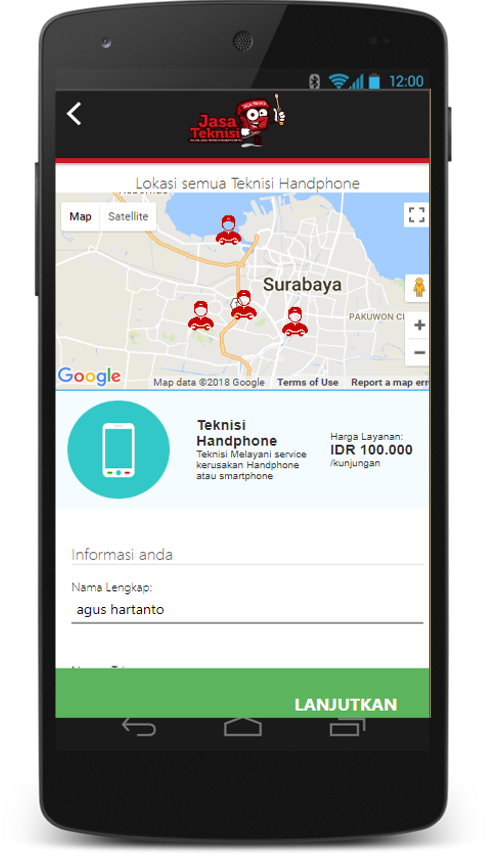 12:00
Jasa
Teknisi
Lokasi semua Teknisi Handphone
Map Satellite
Surabaya
PAKUWON CI
Google
Map data ©2018 Google Terms of Use Report a map err
Teknisi
Handphone
Teknisi Melayani service
kerusakan Handphone
atau smartphone
Harga Layanan:
IDR 100.000
/kunjungan
Informasi anda
Nama Lengkap:
agus hartanto
LANJUTKAN